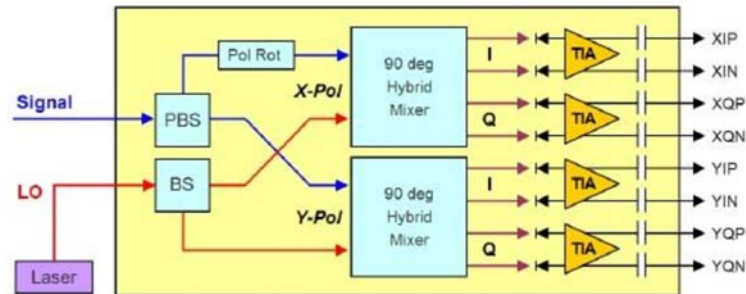 Pol Rot
X-Pol
90 deg
Hybrid
Mixer
I
Q
TIA
TIA
XIP
XIN
XQP
XQN
Signal
PBS
LO
BS
Y-Pol
90 deg
Hybrid
Mixer
I
Q
TIA
TIA
YIP
YIN
YQP
YQN
Laser